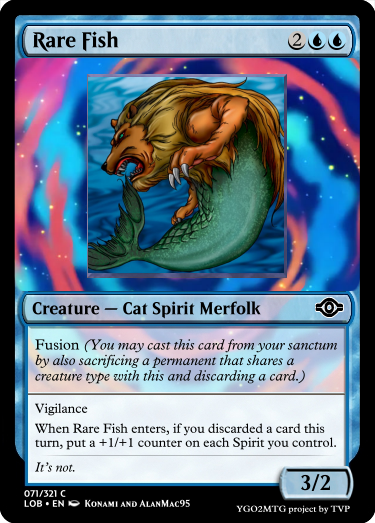 Rare Fish 2
Creature — Cat Spirit Merfolk
Fusion (You may cast this card from your sanctum
by also sacrificing a permanent that shares a
creature type with this and discarding a card.)
Vigilance
When Rare Fish enters, if you discarded a card this
turn, put a +1/+1 counter on each Spirit you control.
It's not.
3/2
071/321 C
LOB • EN KONAMI AND ALANMAC95
YGO2MTG project by TVP